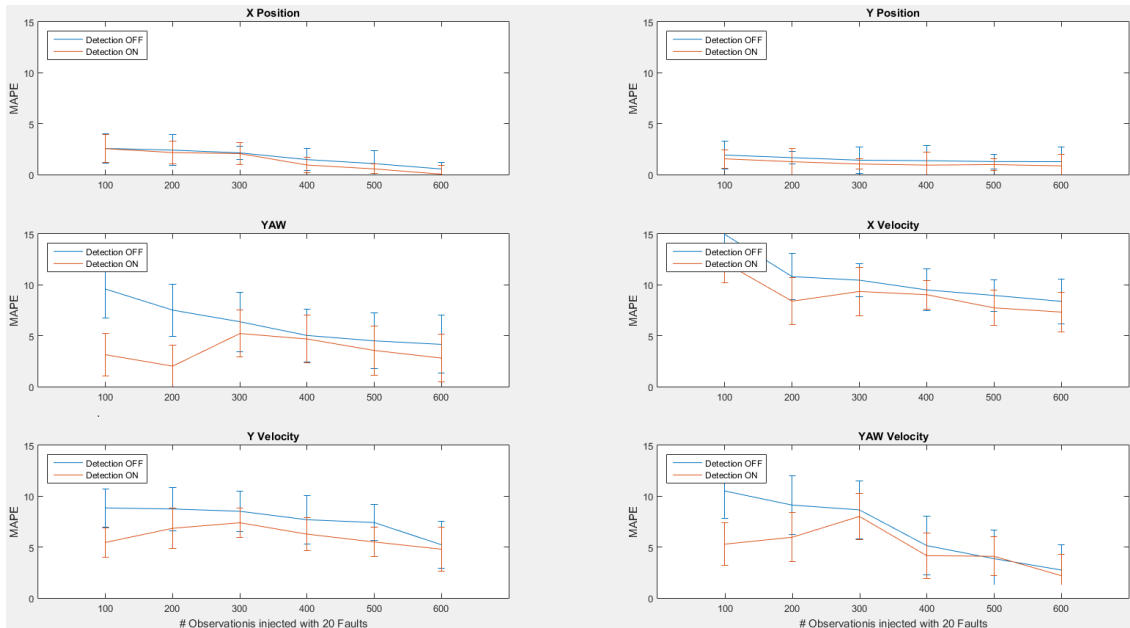 X Position
15
10
5
0
MAPE
Detection OFF
Detection ON
100 200 300 400 500 600
Y Position
15
10
5
0
MAPE
Detection OFF
Detection ON
100 200 300 400 500 600
YAW
15
10
5
0
MAPE
Detection OFF
Detection ON
100 200 300 400 500 600
X Velocity
15
10
5
0
MAPE
Detection OFF
Detection ON
100 200 300 400 500 600
Y Velocity
15
10
5
0
MAPE
Detection OFF
Detection ON
100 200 300 400 500 600
# Observationis injected with 20 Faults
YAW Velocity
15
10
5
0
MAPE
Detection OFF
Detection ON
100 200 300 400 500 600
# Observationis injected with 20 Faults